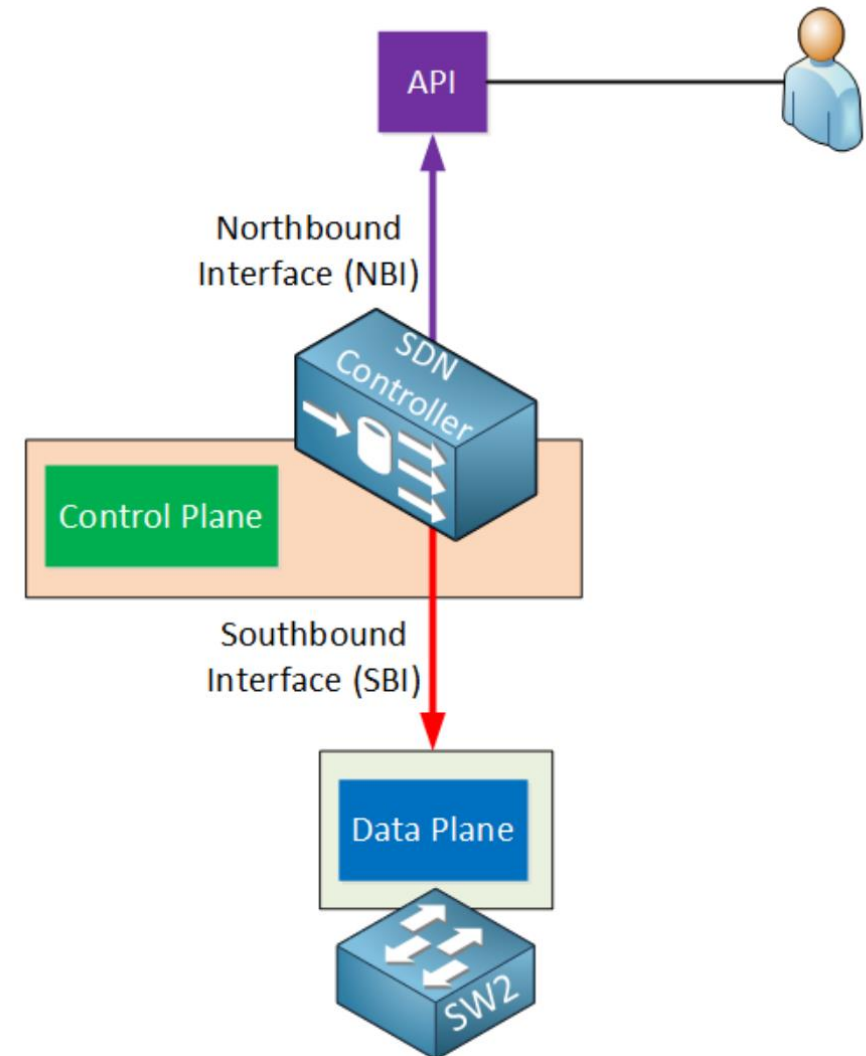 API
Northbound
Interface (NBI)
SDN
Controller
Control Plane
Southbound
Interface (SBI)
Data Plane
SW2